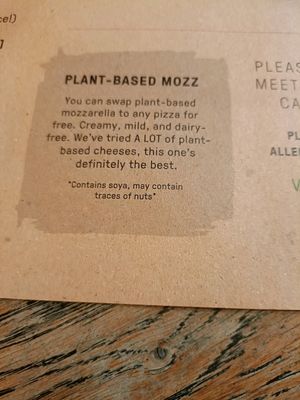 cel)
PLANT-BASED MOZZ
You can swap plant-based
mozzarella to any pizza for
free. Creamy, mild, and dairy-
free. We've tried A LOT of plant-
based cheeses, this one's
definitely the best.
*Contains soya, may contain
traces of nuts*
PLEAS
MEET
CA
PL
ALLE
V